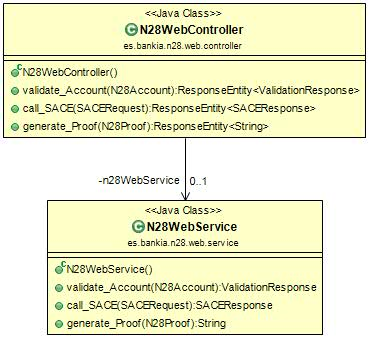 <<Java Class>>
N28WebController
es.bankia.n28.web.controller
N28WebController()
validate_Account(N28Account):ResponseEntity<ValidationResponse>
call_SACE(SACERequest):ResponseEntity<SACEResponse>
generate_Proof(N28Proof):ResponseEntity<String>
-n28WebService 0..1
<<Java Class>>
N28WebService
es.bankia.n28.web.service
N28WebService()
validate_Account(N28Account):ValidationResponse
call_SACE(SACERequest):SACEResponse
generate_Proof(N28Proof):String